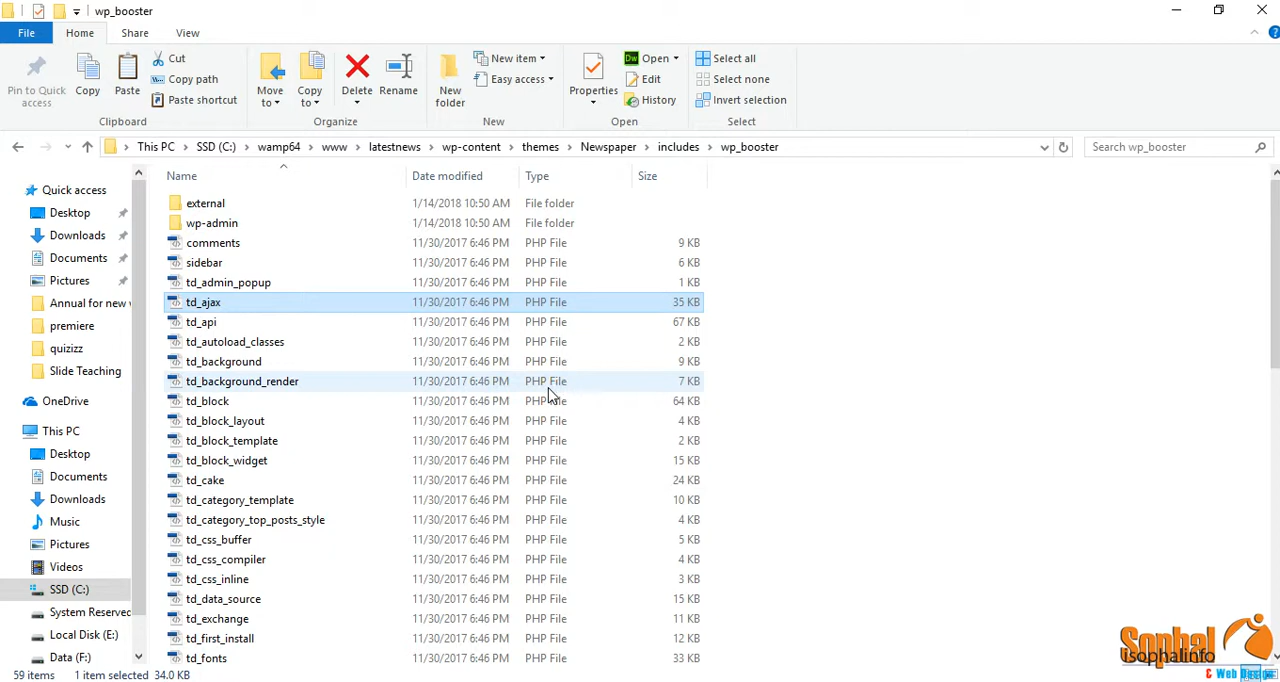 wp_booster
File Home Share View
Pin to Quick access
Copy
Paste
Cut
Copy path
Paste shortcut
Clipboard
Move to
Copy to
Delete
Rename
Organize
New folder
New item
Easy access
New
Properties
Open
Edit
History
Open
Select all
Select none
Invert selection
Select
This PC SSD (C:) wamp64 www latestnews wp-content themes Newspaper includes wp_booster
Search wp_booster
Quick access
Desktop
Downloads
Documents
Pictures
Annual for new
premiere
quizizz
Slide Teaching
OneDrive
This PC
Desktop
Documents
Downloads
Music
Pictures
Videos
SSD (C:)
System Reserved
Local Disk (E:)
Data (F:)
Name Date modified Type Size
external 1/14/2018 10:50 AM File folder
wp-admin 1/14/2018 10:50 AM File folder
comments 11/30/2017 6:46 PM PHP File 9 KB
sidebar 11/30/2017 6:46 PM PHP File 6 KB
td_admin_popup 11/30/2017 6:46 PM PHP File 1 KB
td_ajax 11/30/2017 6:46 PM PHP File 35 KB
td_api 11/30/2017 6:46 PM PHP File 67 KB
td_autoload_classes 11/30/2017 6:46 PM PHP File 2 KB
td_background 11/30/2017 6:46 PM PHP File 9 KB
td_background_render 11/30/2017 6:46 PM PHP File 7 KB
td_block 11/30/2017 6:46 PM PHP File 64 KB
td_block_layout 11/30/2017 6:46 PM PHP File 4 KB
td_block_template 11/30/2017 6:46 PM PHP File 2 KB
td_block_widget 11/30/2017 6:46 PM PHP File 15 KB
td_cake 11/30/2017 6:46 PM PHP File 24 KB
td_category_template 11/30/2017 6:46 PM PHP File 10 KB
td_category_top_posts_style 11/30/2017 6:46 PM PHP File 4 KB
td_css_buffer 11/30/2017 6:46 PM PHP File 5 KB
td_css_compiler 11/30/2017 6:46 PM PHP File 4 KB
td_css_inline 11/30/2017 6:46 PM PHP File 3 KB
td_data_source 11/30/2017 6:46 PM PHP File 15 KB
td_exchange 11/30/2017 6:46 PM PHP File 11 KB
td_first_install 11/30/2017 6:46 PM PHP File 12 KB
td_fonts 11/30/2017 6:46 PM PHP File 33 KB
59 items 1 item selected 34.0 KB
Sophal
isophalinfo
& Web Design